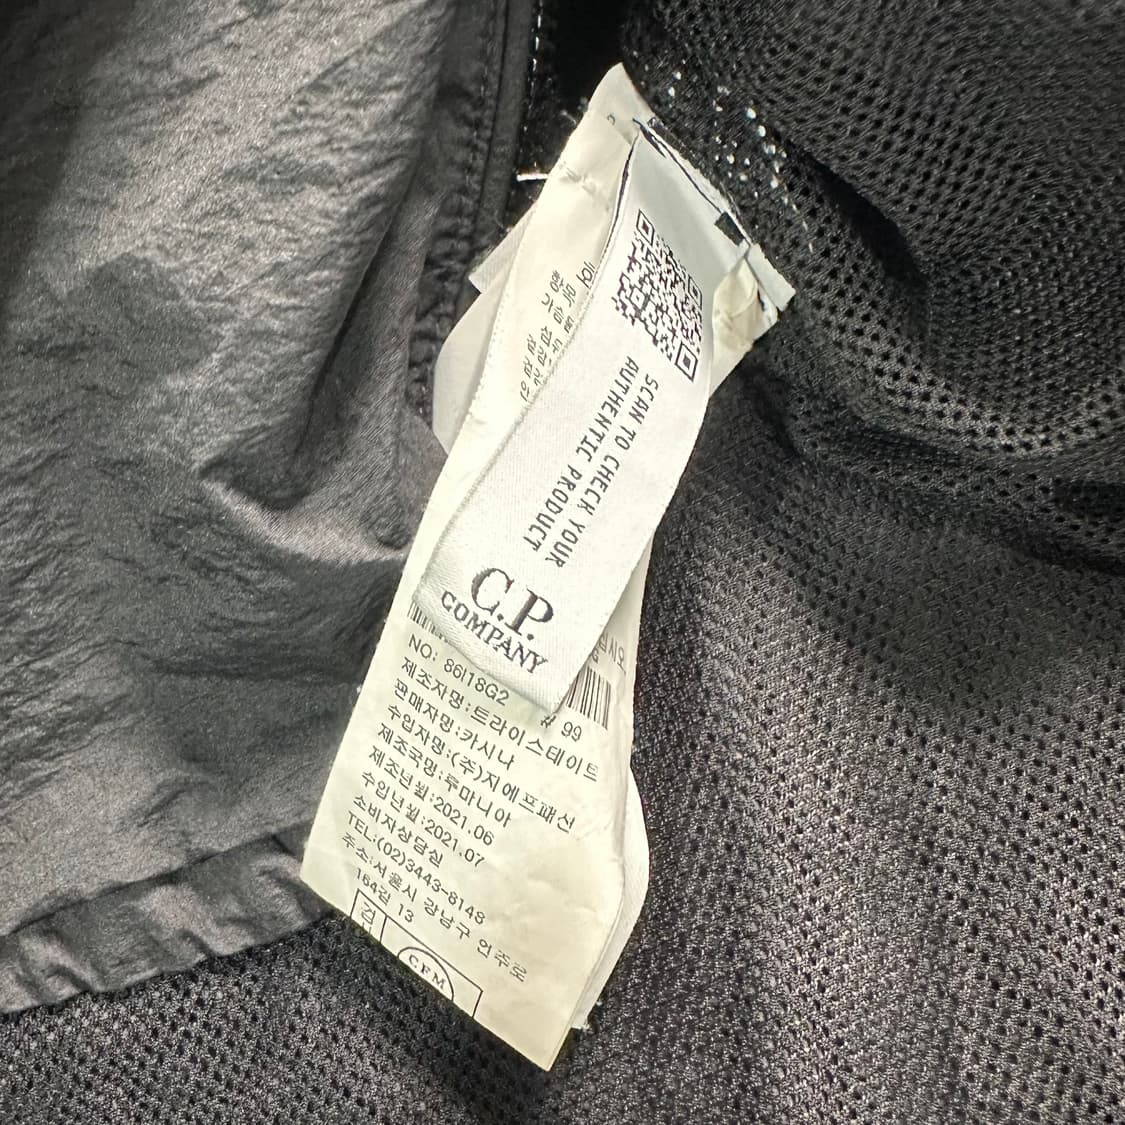 SCAN TO CHECK YOUR
AUTHENTIC PRODUCT
C.P.
COMPANY
NO: 86I18G2
# 99
제조자명:트라이스테이트
판매자명:카시나
수입자명:(주)지에프패션
제조국명:루마니아
제조년월:2021.06
수입년월:2021.07
소비자상담실
TEL:(02)3443-8148
주소:서울시 강남구 언주로
164길 13
검
C.F.M